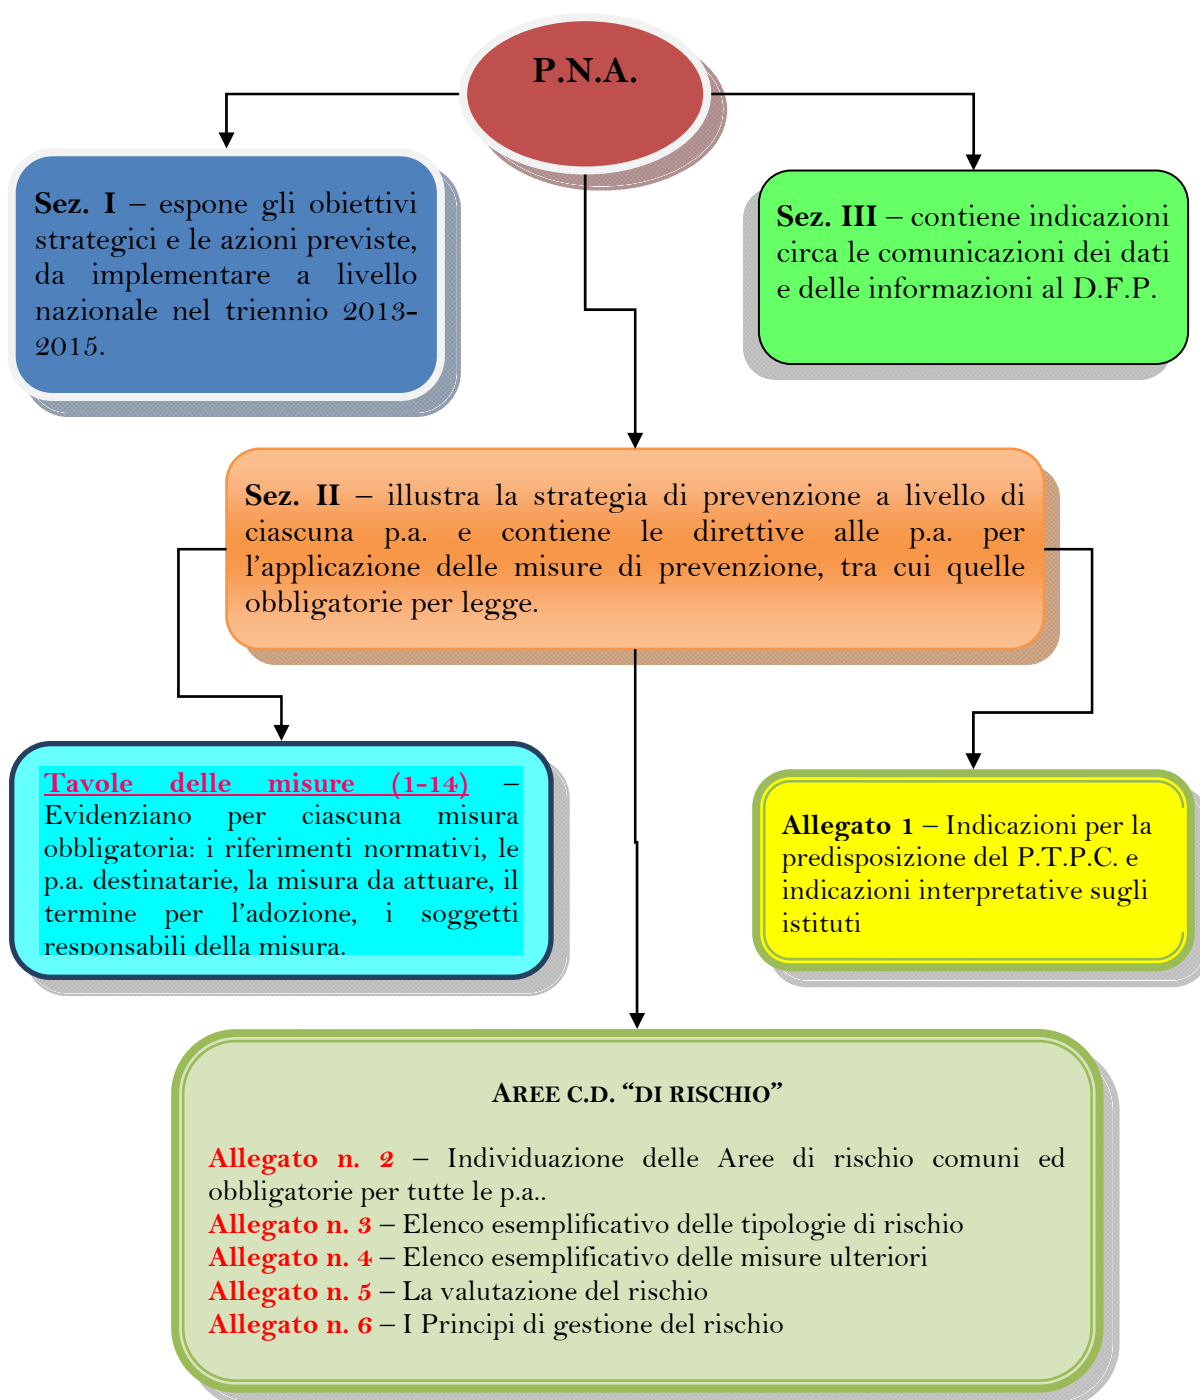 P.N.A.
Sez. I – espone gli obiettivi
strategici e le azioni previste,
da implementare a livello
nazionale nel triennio 2013-
2015.
Sez. III – contiene indicazioni
circa le comunicazioni dei dati
e delle informazioni al D.F.P.
Sez. II – illustra la strategia di prevenzione a livello di
ciascuna p.a. e contiene le direttive alle p.a. per
l’applicazione delle misure di prevenzione, tra cui quelle
obbligatorie per legge.
Tavole delle misure (1-14) –
Evidenziano per ciascuna misura
obbligatoria: i riferimenti normativi, le
p.a. destinatarie, la misura da attuare, il
termine per l’adozione, i soggetti
responsabili della misura.
Allegato 1 – Indicazioni per la
predisposizione del P.T.P.C. e
indicazioni interpretative sugli
istituti
AREE C.D. “DI RISCHIO”
Allegato n. 2 – Individuazione delle Aree di rischio comuni ed
obbligatorie per tutte le p.a..
Allegato n. 3 – Elenco esemplificativo delle tipologie di rischio
Allegato n. 4 – Elenco esemplificativo delle misure ulteriori
Allegato n. 5 – La valutazione del rischio
Allegato n. 6 – I Principi di gestione del rischio